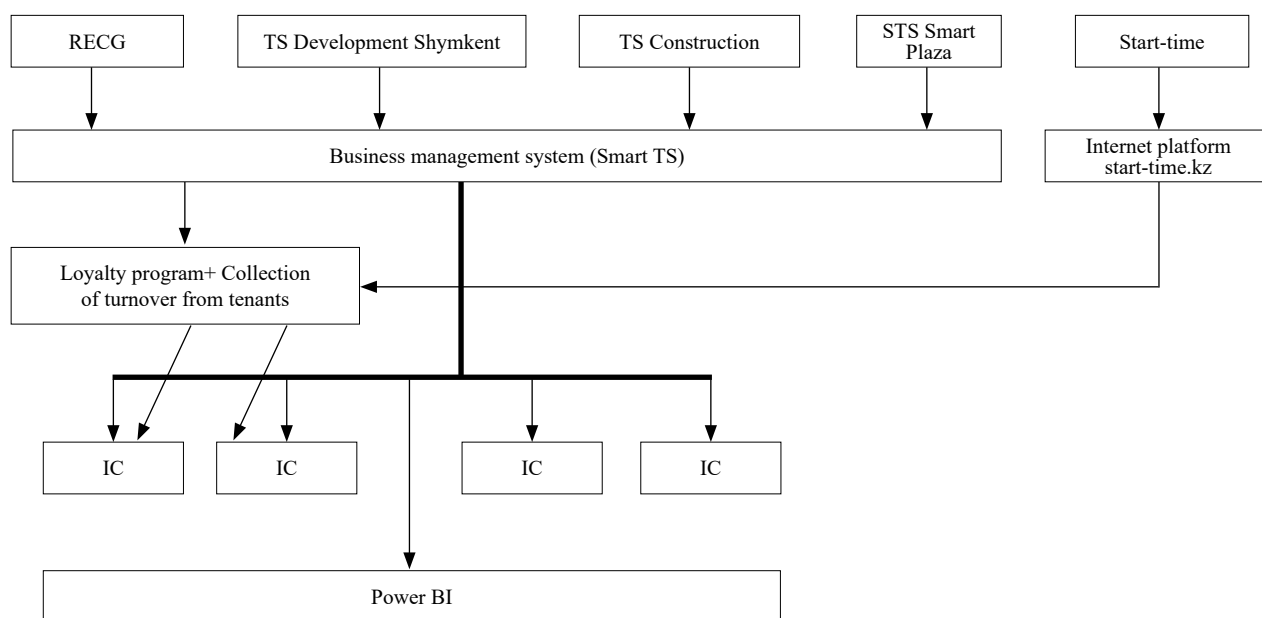 RECG
TS Development Shymkent
TS Construction
STS Smart
Plaza
Start-time
Business management system (Smart TS)
Internet platform
start-time.kz
Loyalty program+ Collection
of turnover from tenants
IC
IC
IC
IC
Power BI